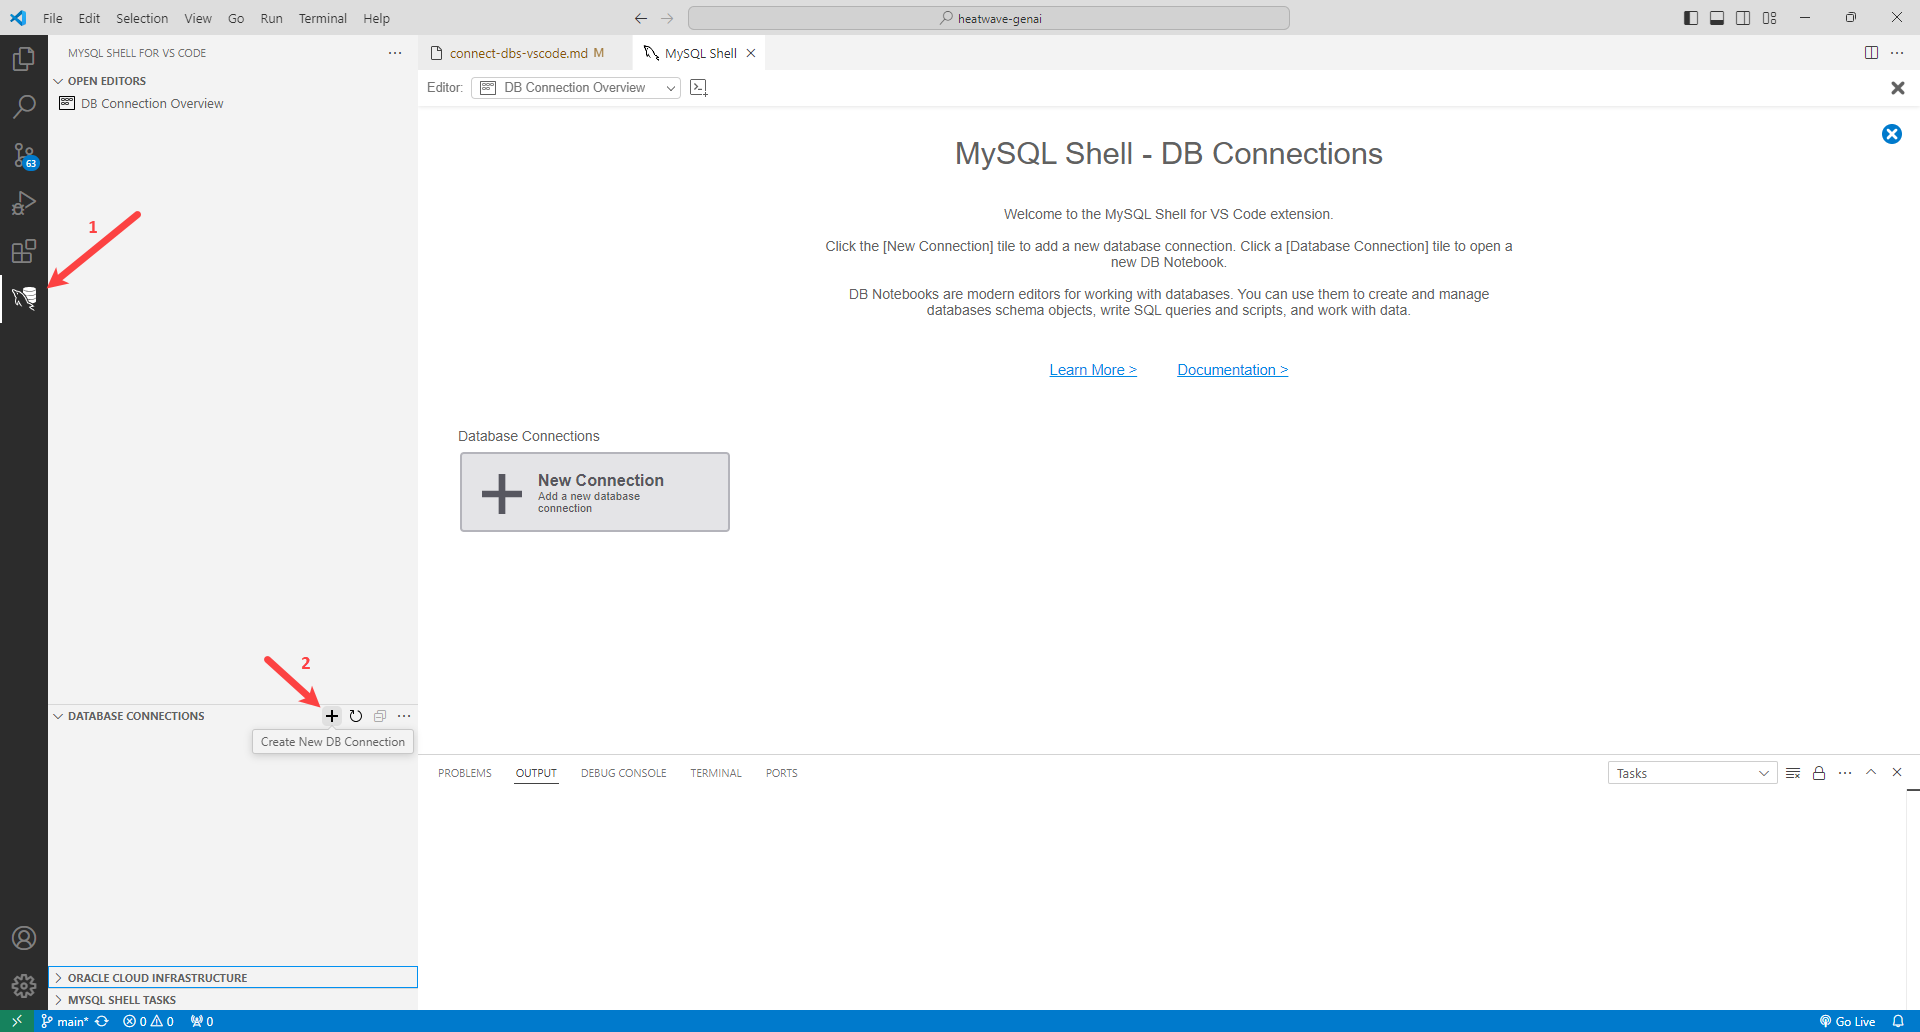 File Edit Selection View Go Run Terminal Help
heatwave-genai
MYSQL SHELL FOR VS CODE
OPEN EDITORS
DB Connection Overview
63
1
connect-dbs-vscode.md M
MySQL Shell
Editor: DB Connection Overview
MySQL Shell - DB Connections
Welcome to the MySQL Shell for VS Code extension.
Click the [New Connection] tile to add a new database connection. Click a [Database Connection] tile to open a
new DB Notebook.
DB Notebooks are modern editors for working with databases. You can use them to create and manage
databases schema objects, write SQL queries and scripts, and work with data.
Learn More > Documentation >
Database Connections
New Connection
Add a new database
connection
2
DATABASE CONNECTIONS
Create New DB Connection
PROBLEMS OUTPUT DEBUG CONSOLE TERMINAL PORTS
Tasks
ORACLE CLOUD INFRASTRUCTURE
MYSQL SHELL TASKS
main* 0 0 0 Go Live